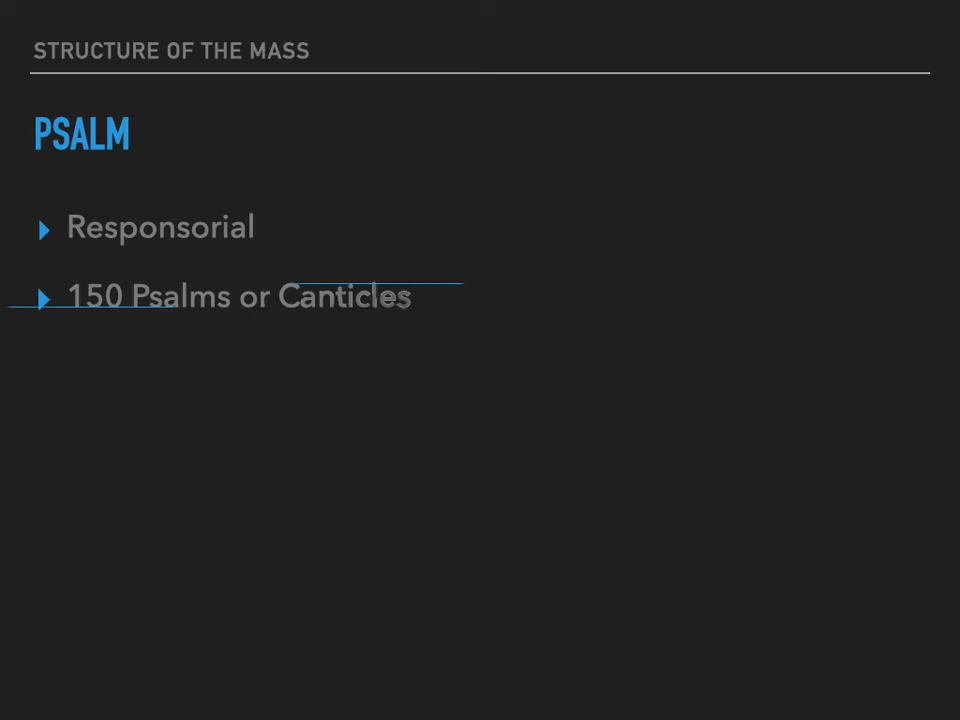 STRUCTURE OF THE MASS
PSALM
Responsorial
150 Psalms or Canticles